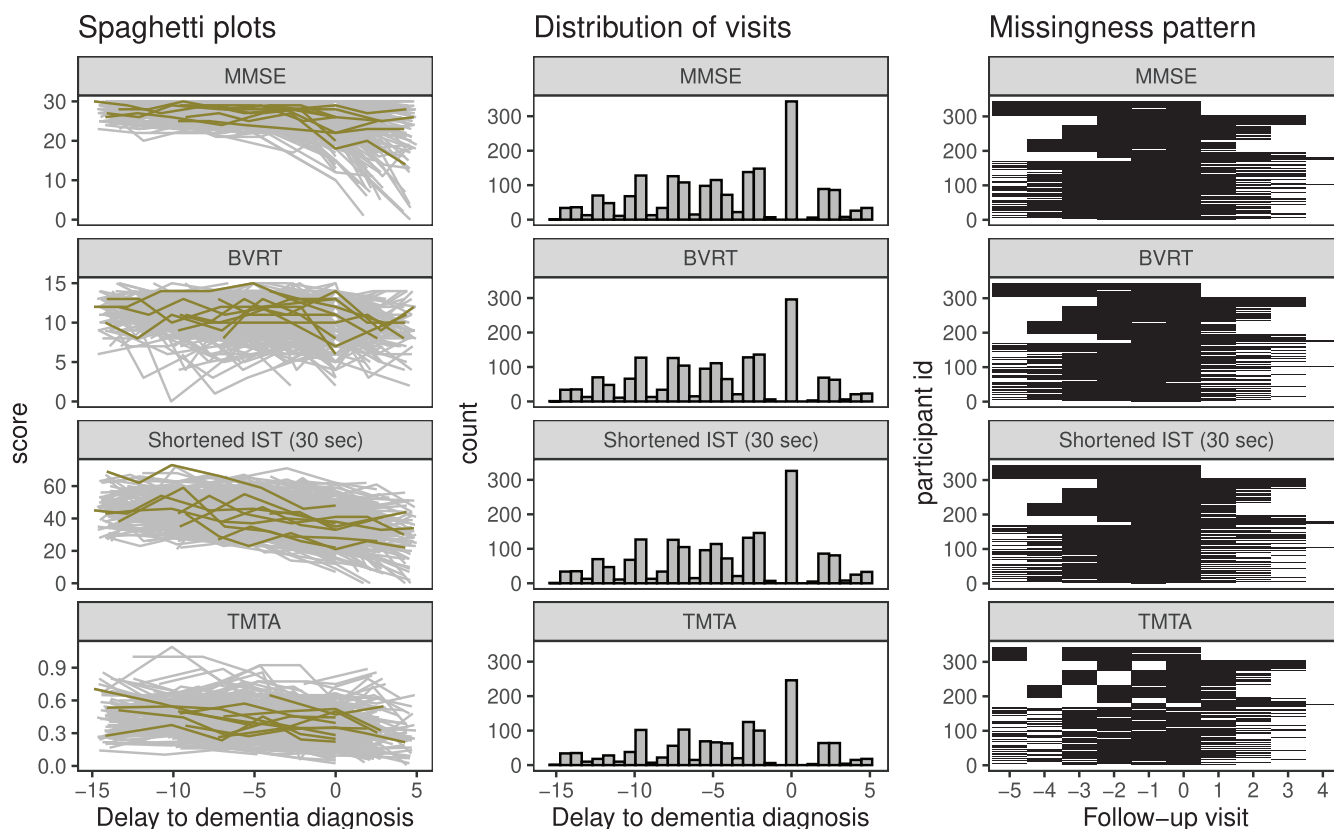 Spaghetti plots
Distribution of visits
Missingness pattern
MMSE
MMSE
MMSE
30
20
10
0
300
200
100
0
300
200
100
0
BVRT
BVRT
BVRT
15
10
5
0
300
200
100
0
300
200
100
0
score
count
participant id
Shortened IST (30 sec)
Shortened IST (30 sec)
Shortened IST (30 sec)
60
40
20
0
300
200
100
0
300
200
100
0
TMTA
TMTA
TMTA
0.9
0.6
0.3
0.0
300
200
100
0
300
200
100
0
−15 −10 −5 0 5
−15 −10 −5 0 5
−5 −4 −3 −2 −1 0 1 2 3 4
Delay to dementia diagnosis
Delay to dementia diagnosis
Follow−up visit